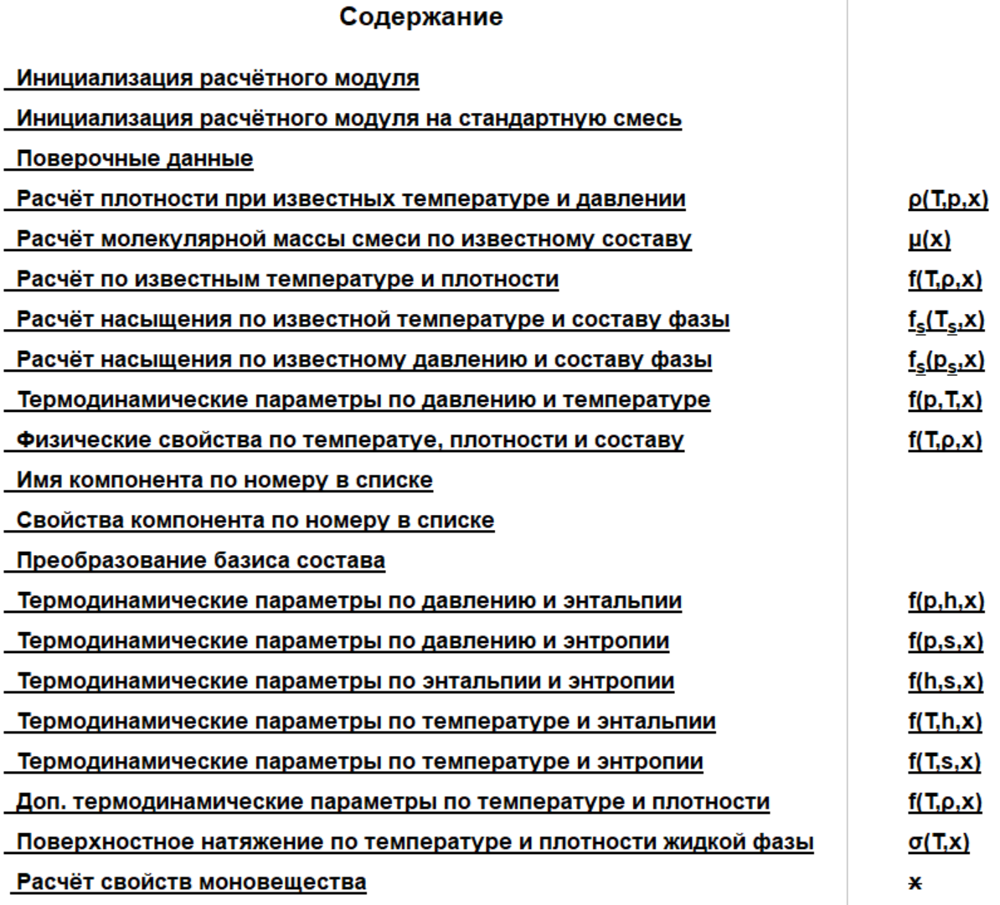 Содержание
Инициализация расчётного модуля
Инициализация расчётного модуля на стандартную смесь
Поверочные данные
Расчёт плотности при известных температуре и давлении ρ(T,p,x)
Расчёт молекулярной массы смеси по известному составу μ(x)
Расчёт по известным температуре и плотности f(T,ρ,x)
Расчёт насыщения по известной температуре и составу фазы fs(Ts,x)
Расчёт насыщения по известному давлению и составу фазы fs(ps,x)
Термодинамические параметры по давлению и температуре f(p,T,x)
Физические свойства по температуе, плотности и составу f(T,ρ,x)
Имя компонента по номеру в списке
Свойства компонента по номеру в списке
Преобразование базиса состава
Термодинамические параметры по давлению и энтальпии f(p,h,x)
Термодинамические параметры по давлению и энтропии f(p,s,x)
Термодинамические параметры по энтальпии и энтропии f(h,s,x)
Термодинамические параметры по температуре и энтальпии f(T,h,x)
Термодинамические параметры по температуре и энтропии f(T,s,x)
Доп. термодинамические параметры по температуре и плотности f(T,ρ,x)
Поверхностное натяжение по температуре и плотности жидкой фазы σ(T,x)
Расчёт свойств моновещества x